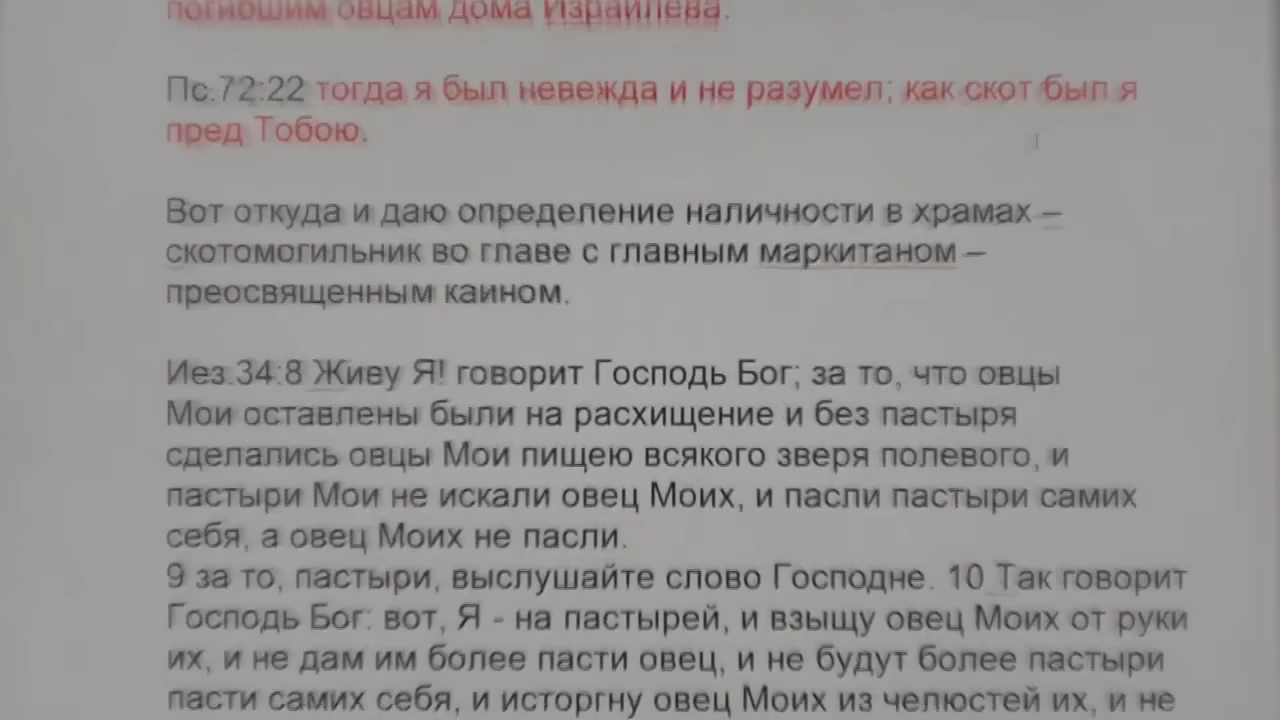 погибшим овцам дома Израилева.
Пс.72:22 тогда я был невежда и не разумел; как скот был я
пред Тобою.
Вот откуда и даю определение наличности в храмах –
скотомогильник во главе с главным маркитаном –
преосвященным каином.
Иез.34:8 Живу Я! говорит Господь Бог; за то, что овцы
Мои оставлены были на расхищение и без пастыря
сделались овцы Мои пищею всякого зверя полевого, и
пастыри Мои не искали овец Моих, и пасли пастыри самих
себя, а овец Моих не пасли.
9 за то, пастыри, выслушайте слово Господне. 10 Так говорит
Господь Бог: вот, Я - на пастырей, и взыщу овец Моих от руки
их, и не дам им более пасти овец, и не будут более пастыри
пасти самих себя, и исторгну овец Моих из челюстей их, и не